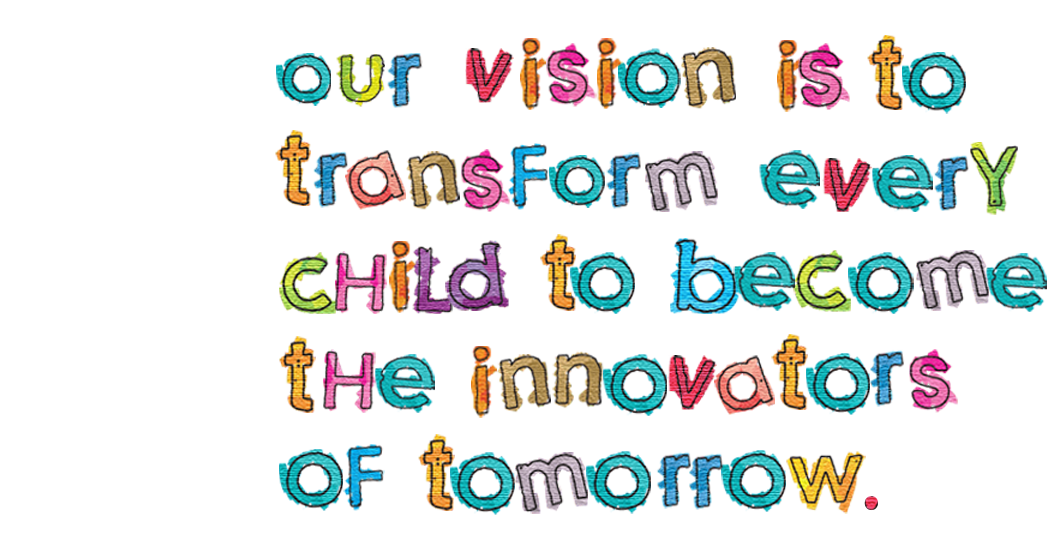 our vision is to
transform every
child to become
the innovators
of tomorrow.